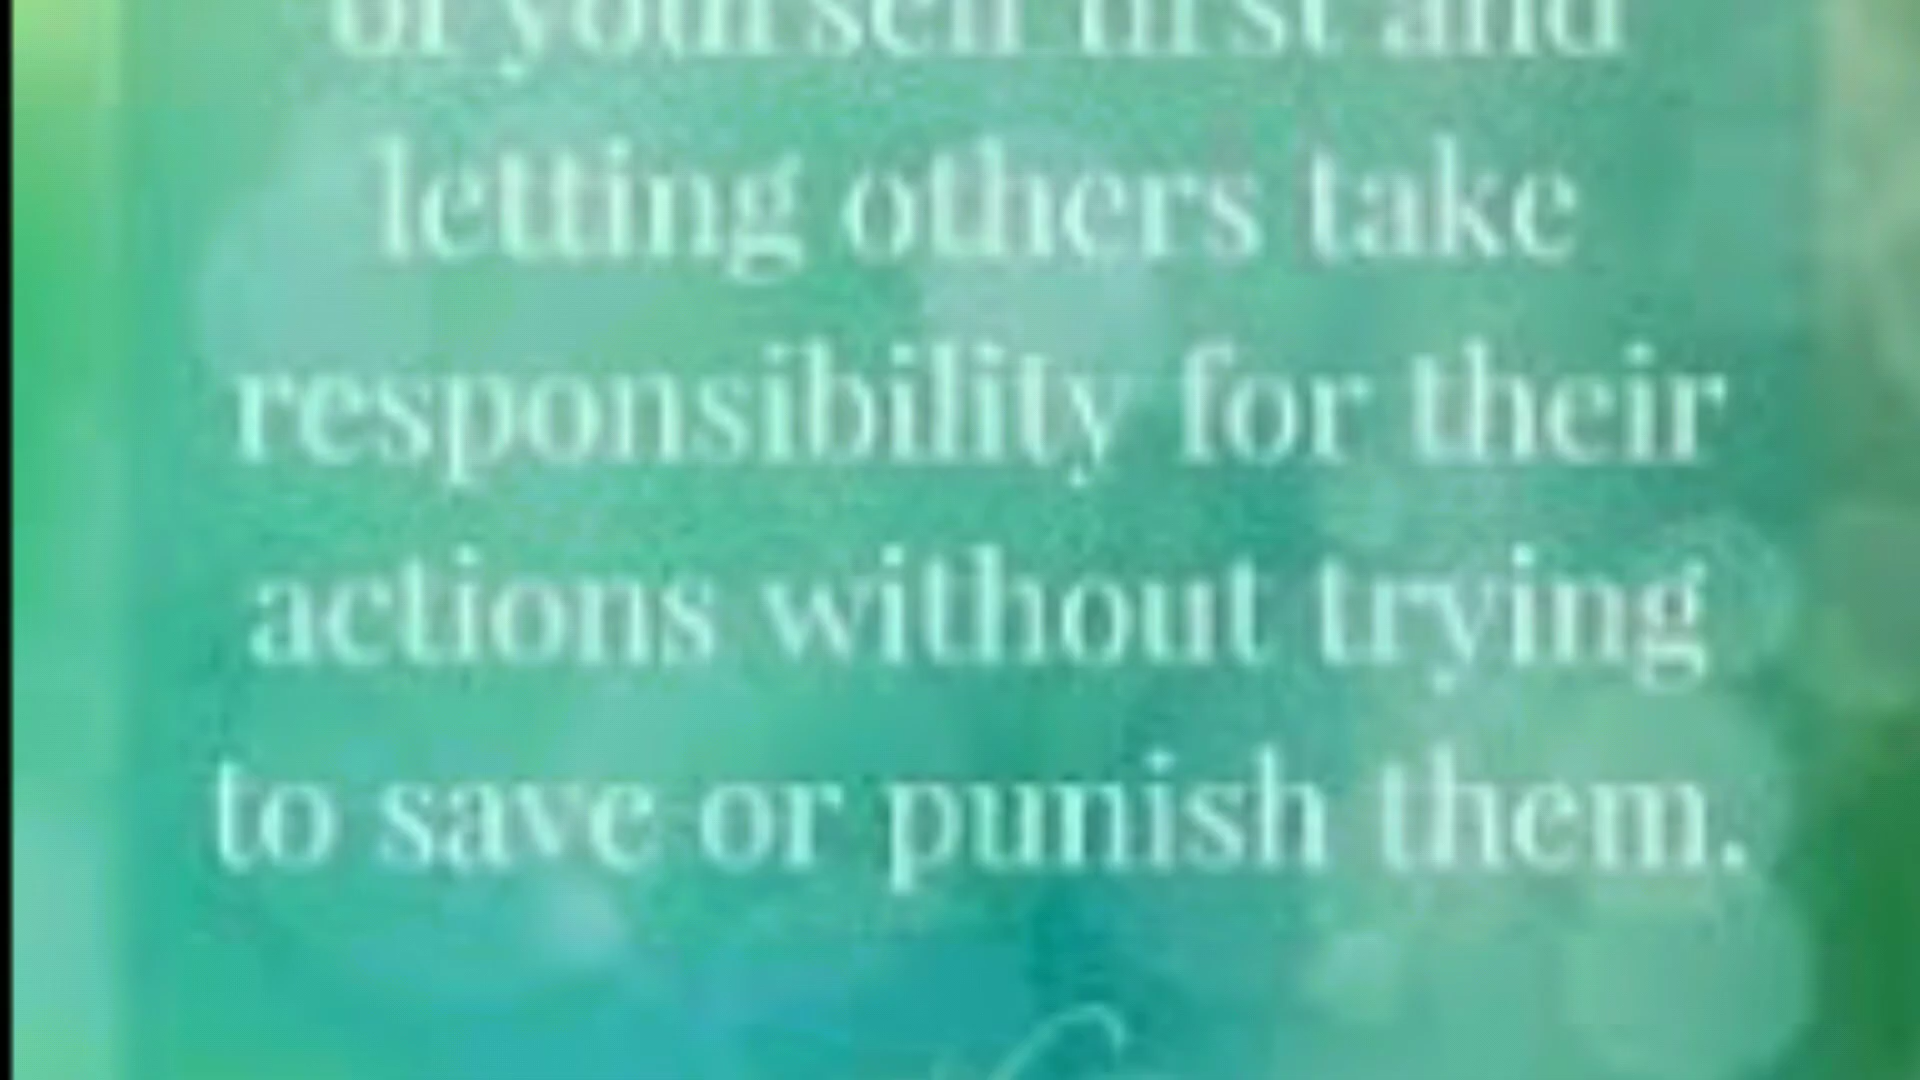 of yourself first and
letting others take
responsibility for their
actions without trying
to save or punish them.